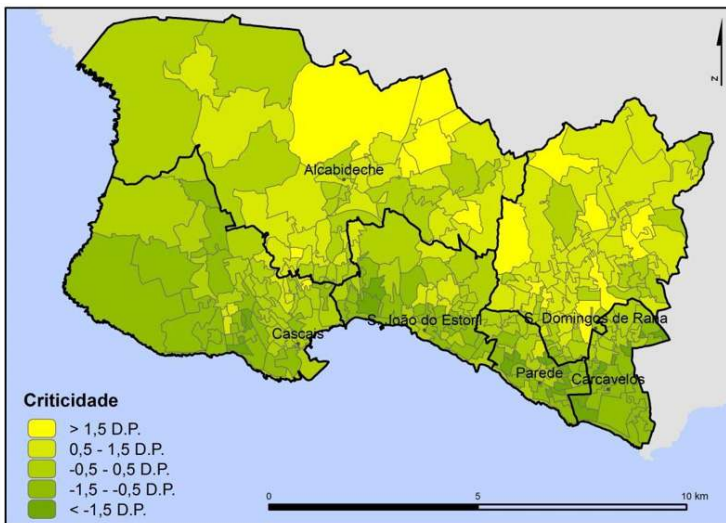 N
Alcabideche
S. João do Estoril
S. Domingos de Rana
Cascais
Parede
Carcavelos
Criticidade
> 1,5 D.P.
0,5 - 1,5 D.P.
-0,5 - 0,5 D.P.
-1,5 - -0,5 D.P.
< -1,5 D.P.
0 5 10 km